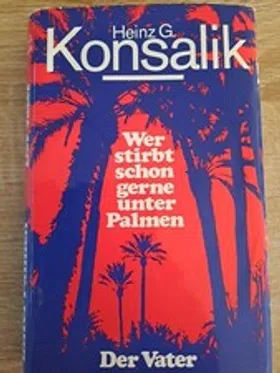 Heinz G.
Konsalik
Wer
stirbt
schon
gerne
unter
Palmen
Der Vater